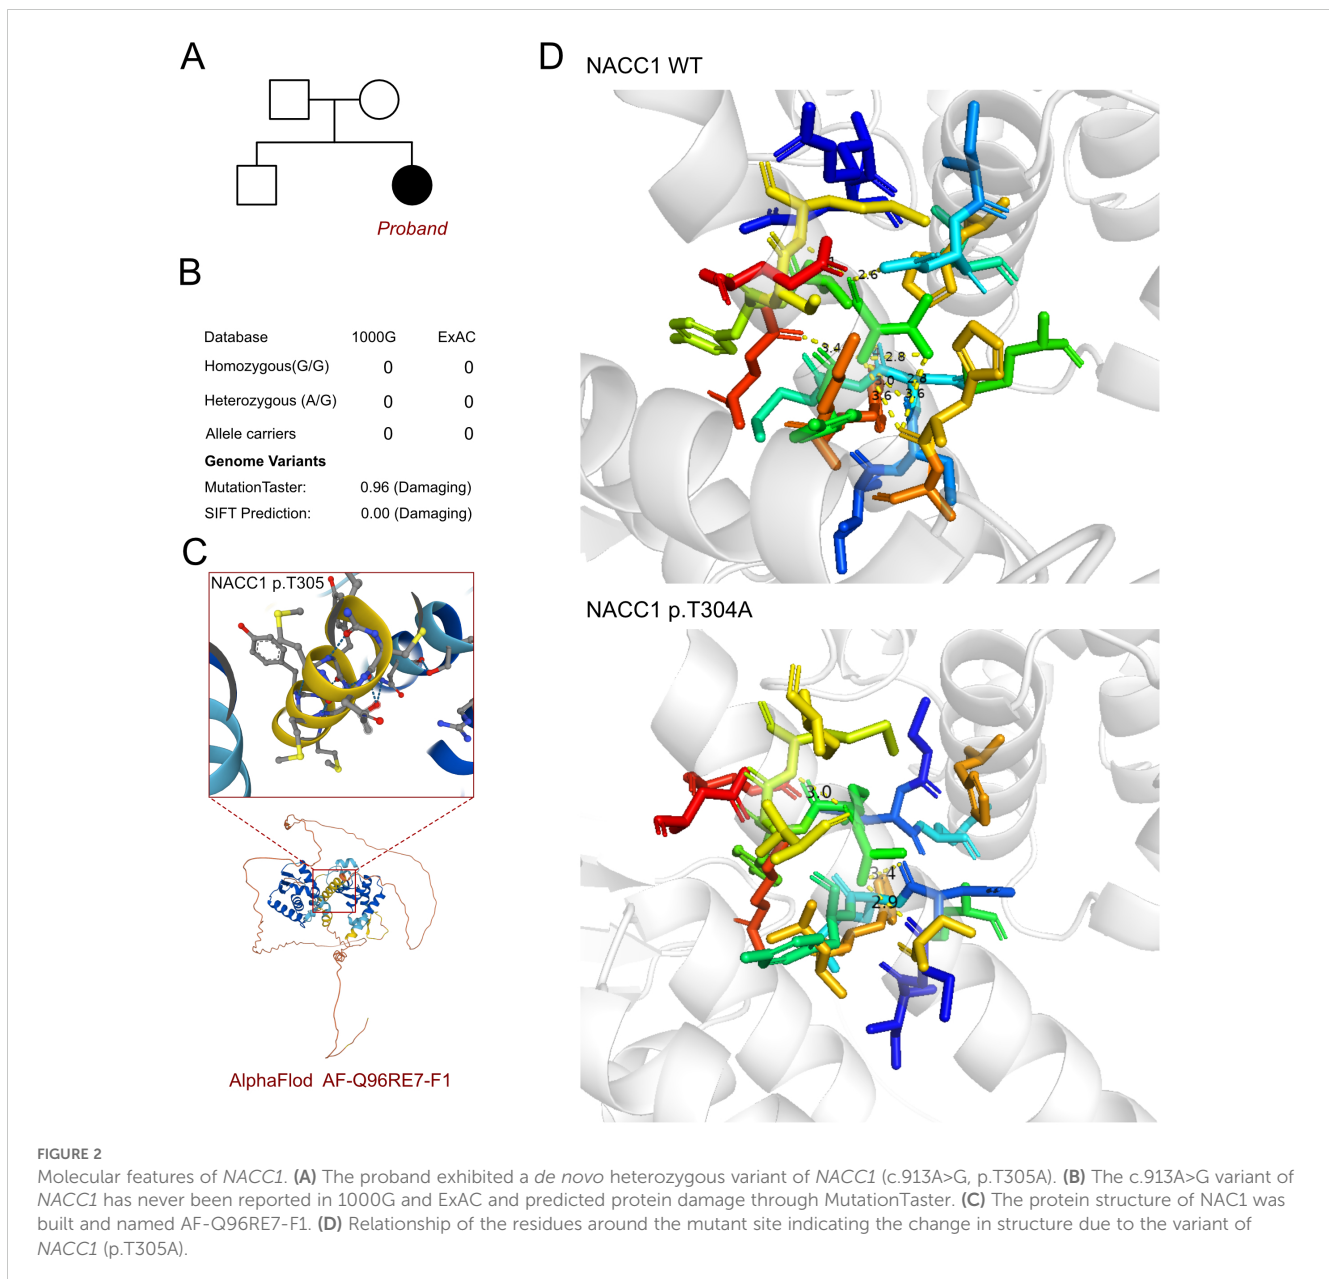 A
Proband
B
Database 1000G ExAC
Homozygous(G/G) 0 0
Heterozygous (A/G) 0 0
Allele carriers 0 0
Genome Variants
MutationTaster: 0.96 (Damaging)
SIFT Prediction: 0.00 (Damaging)
C
NACC1 p.T305
AlphaFlod AF-Q96RE7-F1
D
NACC1 WT
2.6
3.4
2.8
3.0
3.6
3.6
NACC1 p.T304A
3.0
3.4
2.9
FIGURE 2
Molecular features of NACC1. (A) The proband exhibited a de novo heterozygous variant of NACC1 (c.913A>G, p.T305A). (B) The c.913A>G variant of
NACC1 has never been reported in 1000G and ExAC and predicted protein damage through MutationTaster. (C) The protein structure of NAC1 was
built and named AF-Q96RE7-F1. (D) Relationship of the residues around the mutant site indicating the change in structure due to the variant of
NACC1 (p.T305A).